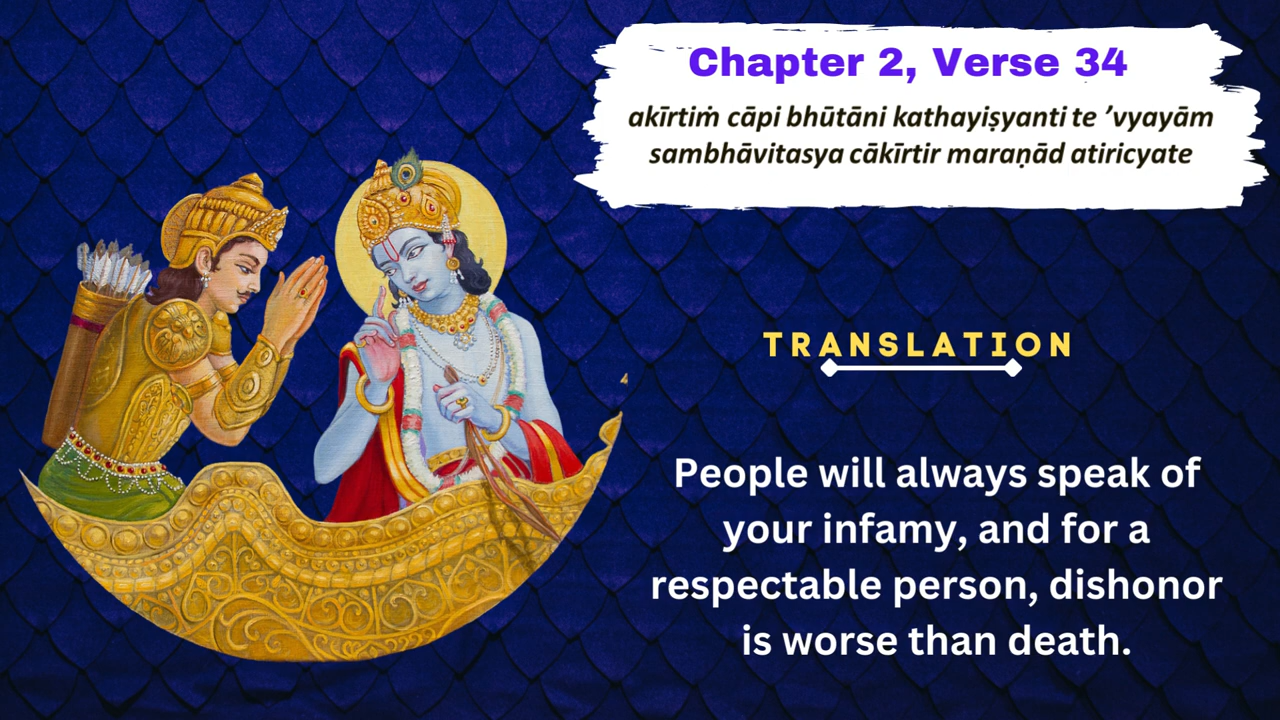 Chapter 2, Verse 34
akīrtiṁ cāpi bhūtāni kathayiṣyanti te ’vyayām
sambhāvitasya cākīrtir maraṇād atiricyate
TRANSLATION
People will always speak of
your infamy, and for a
respectable person, dishonor
is worse than death.